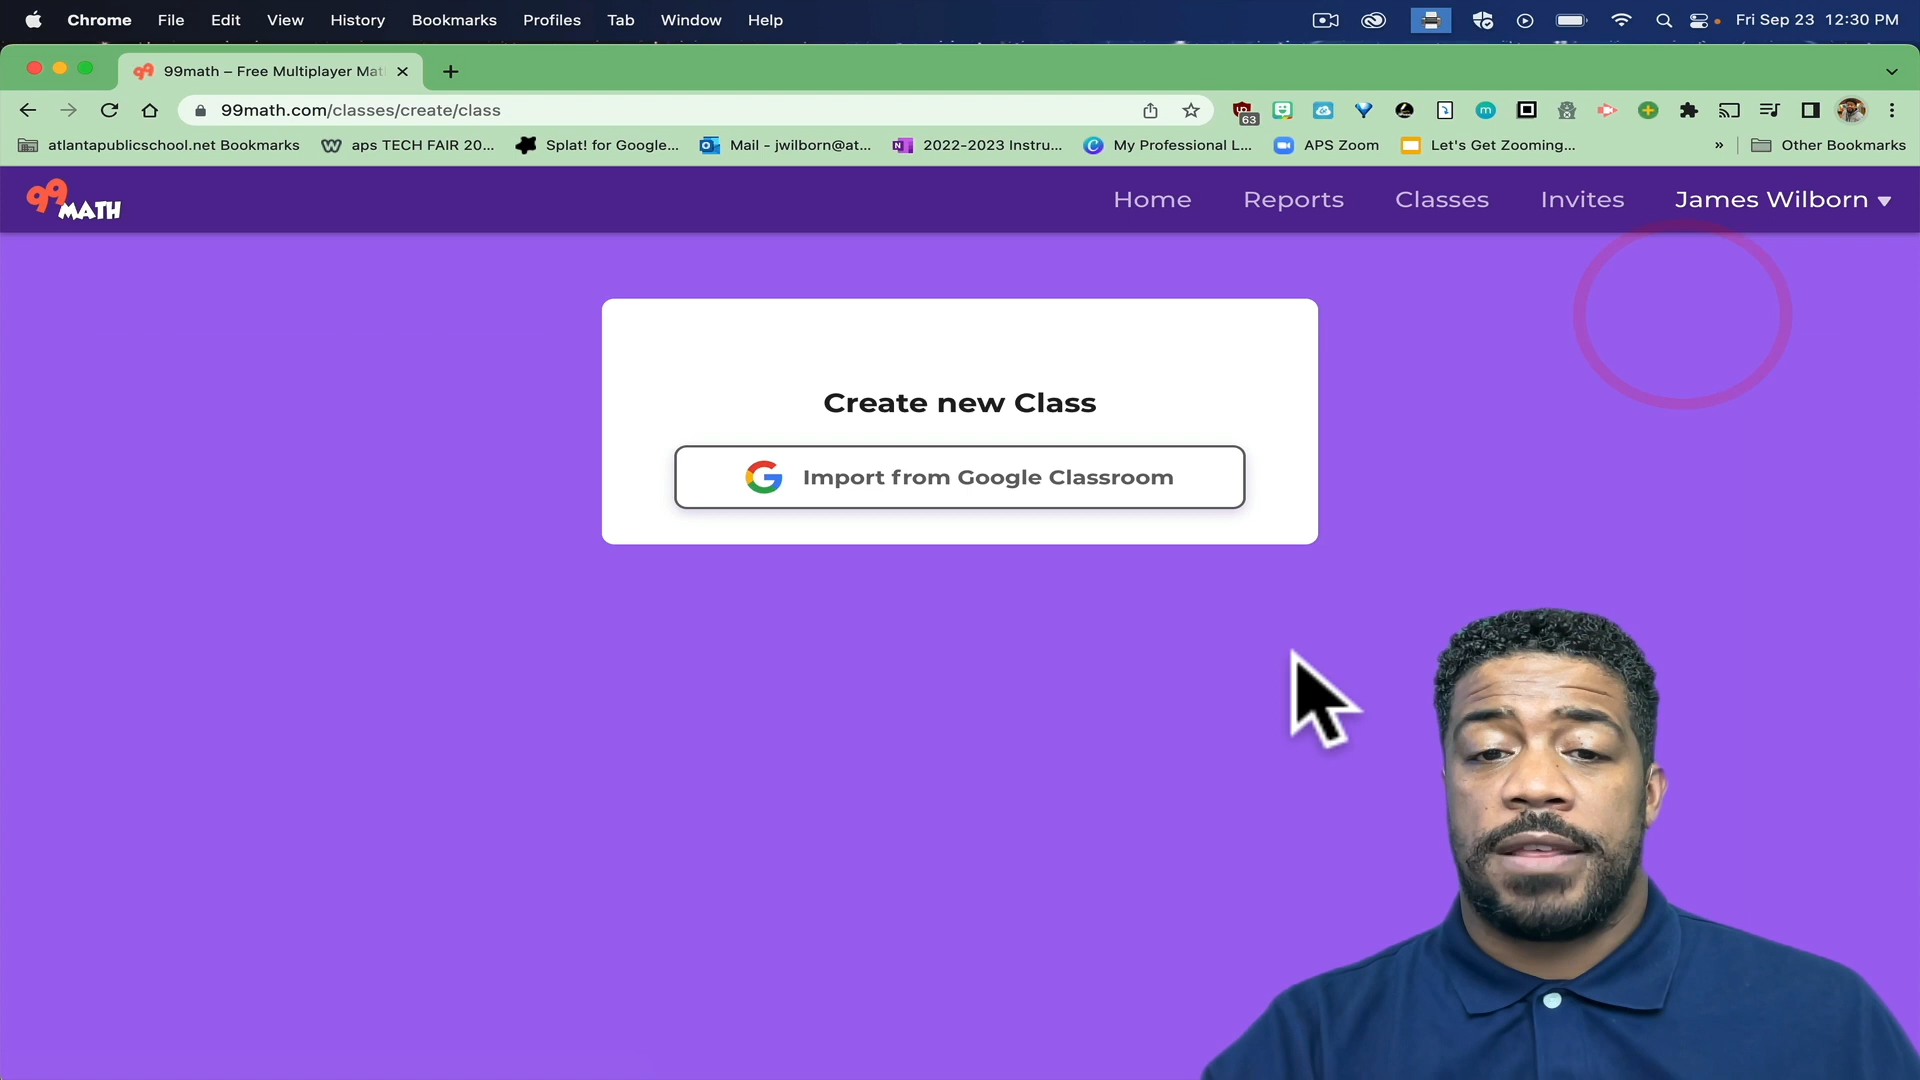 Chrome File Edit View History Bookmarks Profiles Tab Window Help Fri Sep 23 12:30 PM
99math – Free Multiplayer Mat
99math.com/classes/create/class 63
atlantapublicschool.net Bookmarks aps TECH FAIR 20... Splat! for Google... Mail - jwilborn@at... 2022-2023 Instru... My Professional L... APS Zoom Let's Get Zooming... » Other Bookmarks
99 MATH Home Reports Classes Invites James Wilborn
Create new Class
Import from Google Classroom